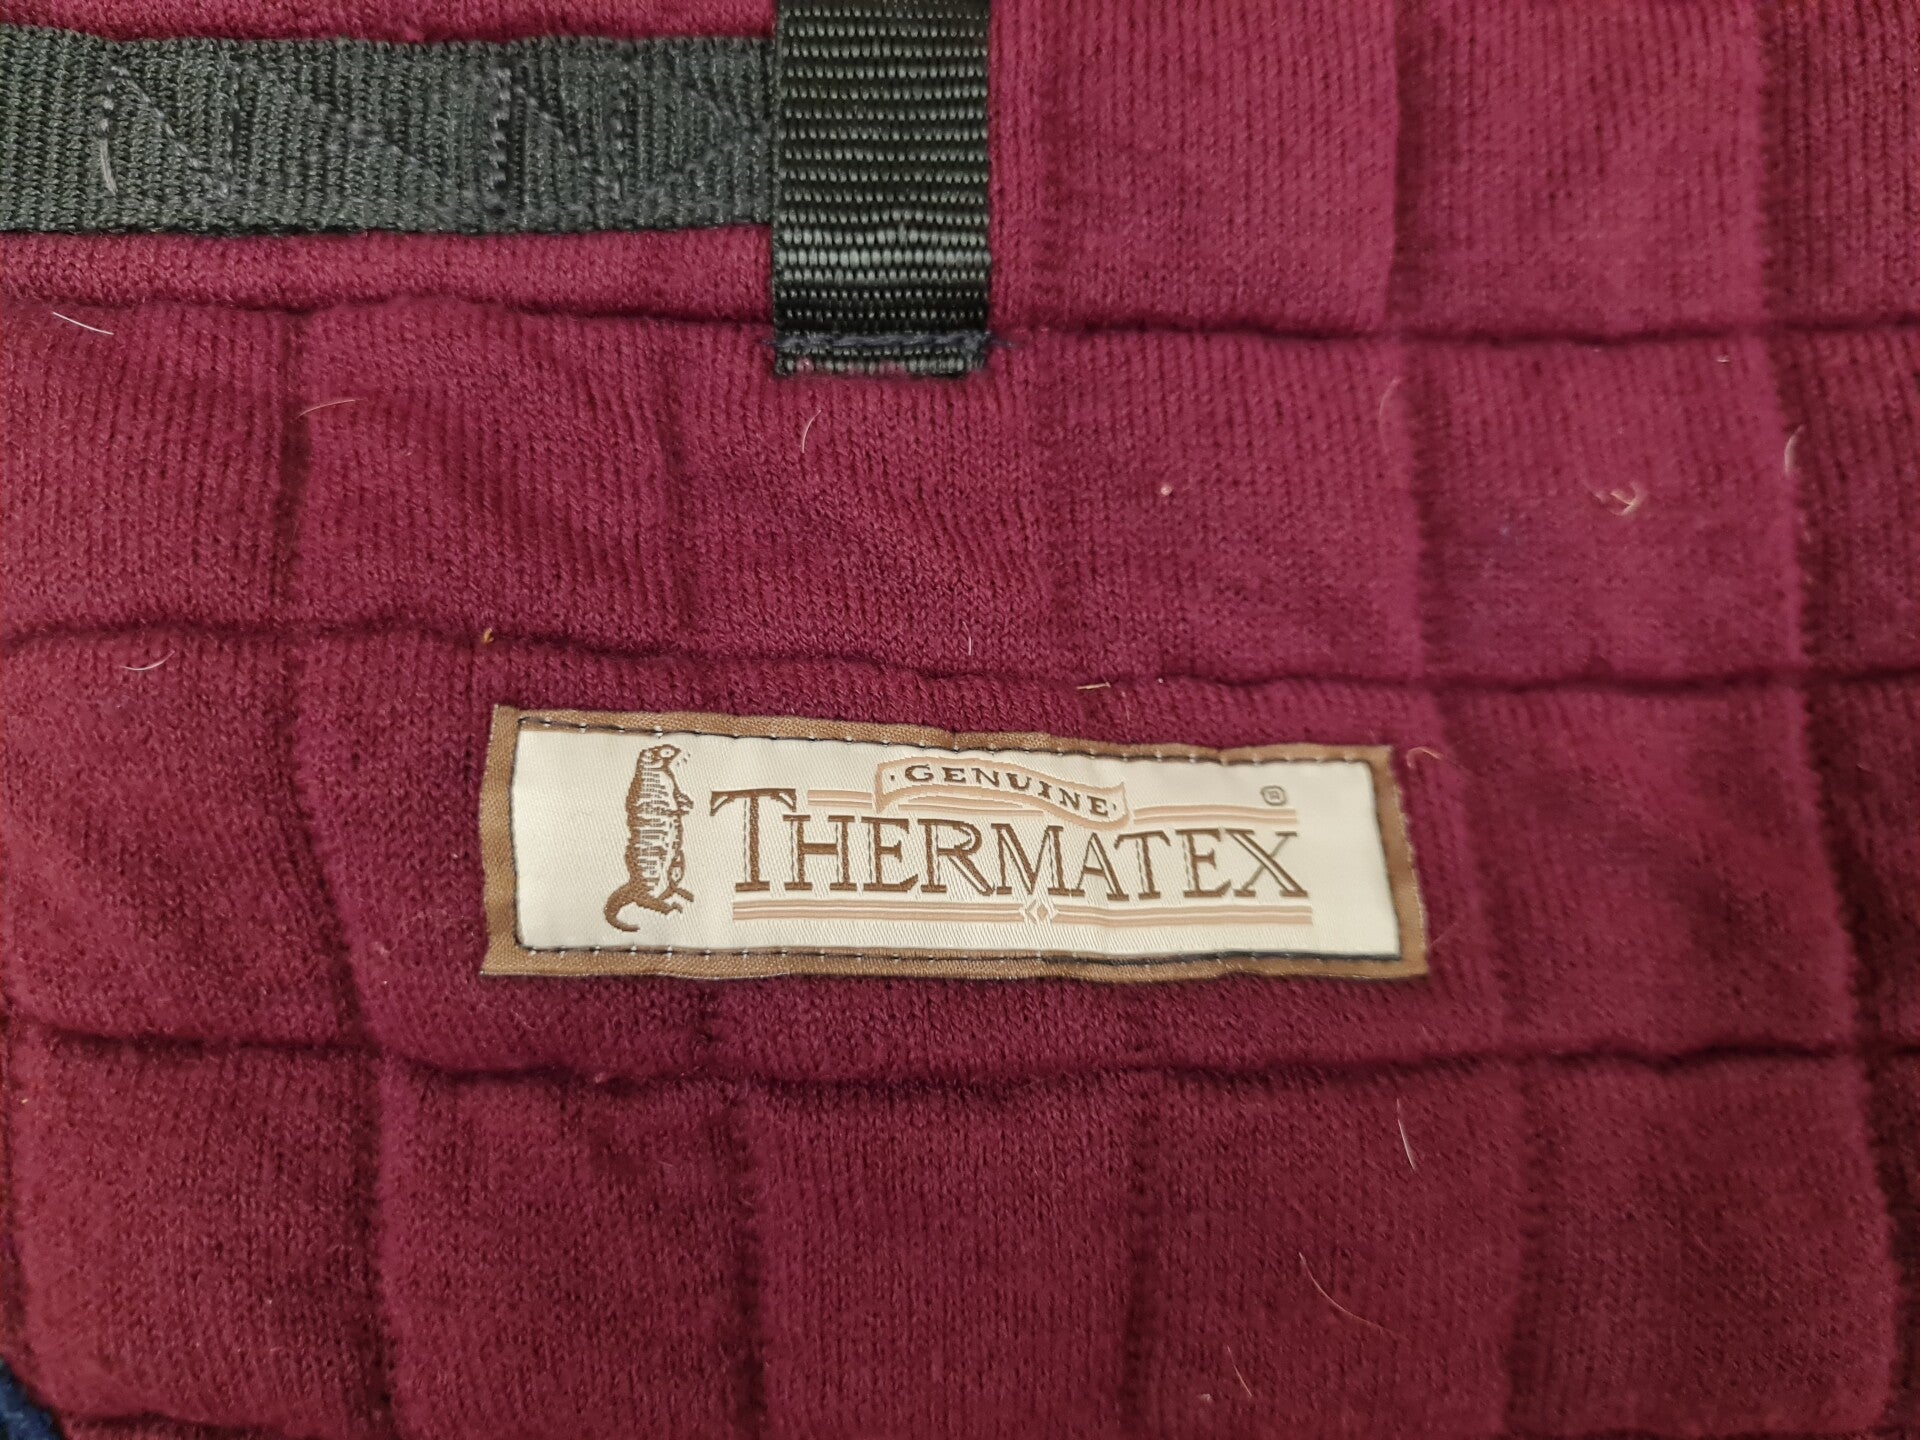 · GENUINE ·
THERMATEX ®